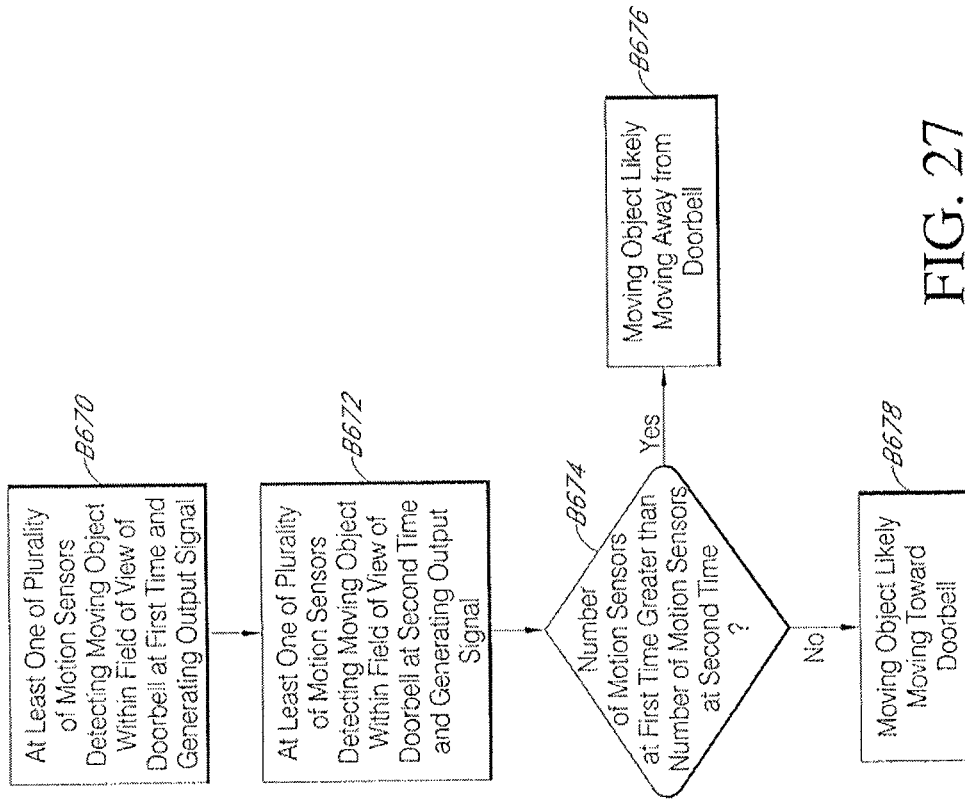 At Least One of Plurality
of Motion Sensors
Detecting Moving Object
Within Field of View of
Doorbell at First Time and
Generating Output Signal
B670
At Least One of Plurality
of Motion Sensors
Detecting Moving Object
Within Field of View of
Doorbell at Second Time
and Generating Output
Signal
B672
Number
of Motion Sensors
at First Time Greater than
Number of Motion Sensors
at Second Time
?
B674
Yes
Moving Object Likely
Moving Away from
Doorbell
B676
No
Moving Object Likely
Moving Toward
Doorbell
B678
FIG. 27